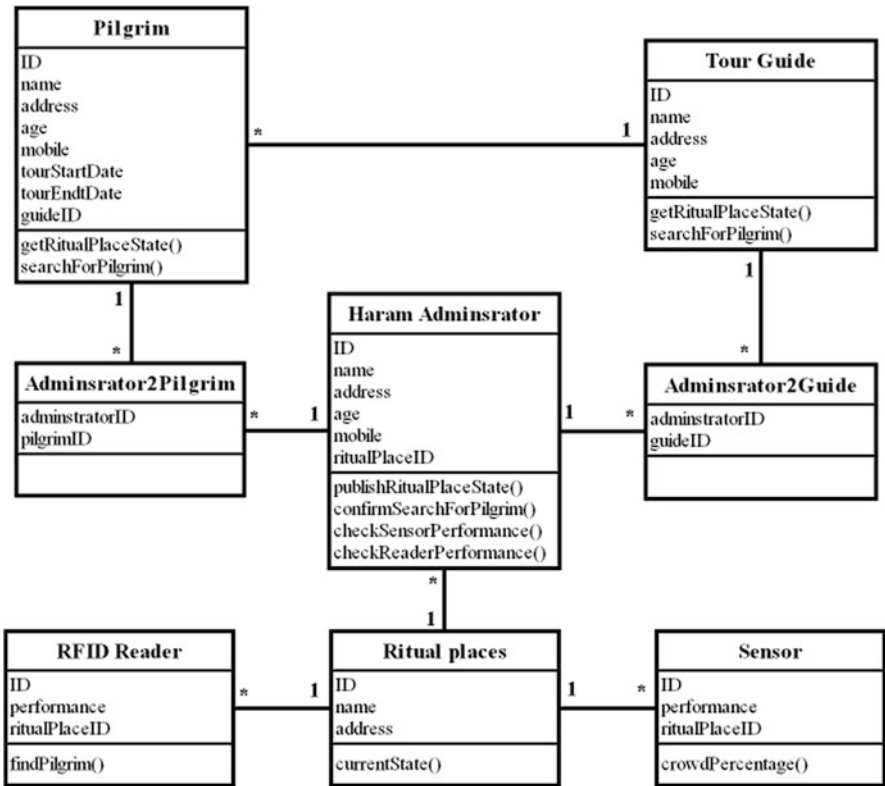 Pilgrim
ID
name
address
age
mobile
tourStartDate
tourEndtDate
guideID
getRitualPlaceState()
searchForPilgrim()
Tour Guide
ID
name
address
age
mobile
getRitualPlaceState()
searchForPilgrim()
*
1
1
*
1
*
Adminsrator2Pilgrim
adminstratorID
pilgrimID
*
1
Haram Adminsrator
ID
name
address
age
mobile
ritualPlaceID
publishRitualPlaceState()
confirmSearchForPilgrim()
checkSensorPerformance()
checkReaderPerformance()
1
*
Adminsrator2Guide
adminstratorID
guideID
*
1
RFID Reader
ID
performance
ritualPlaceID
findPilgrim()
*
1
Ritual places
ID
name
address
currentState()
1
*
Sensor
ID
performance
ritualPlaceID
crowdPercentage()